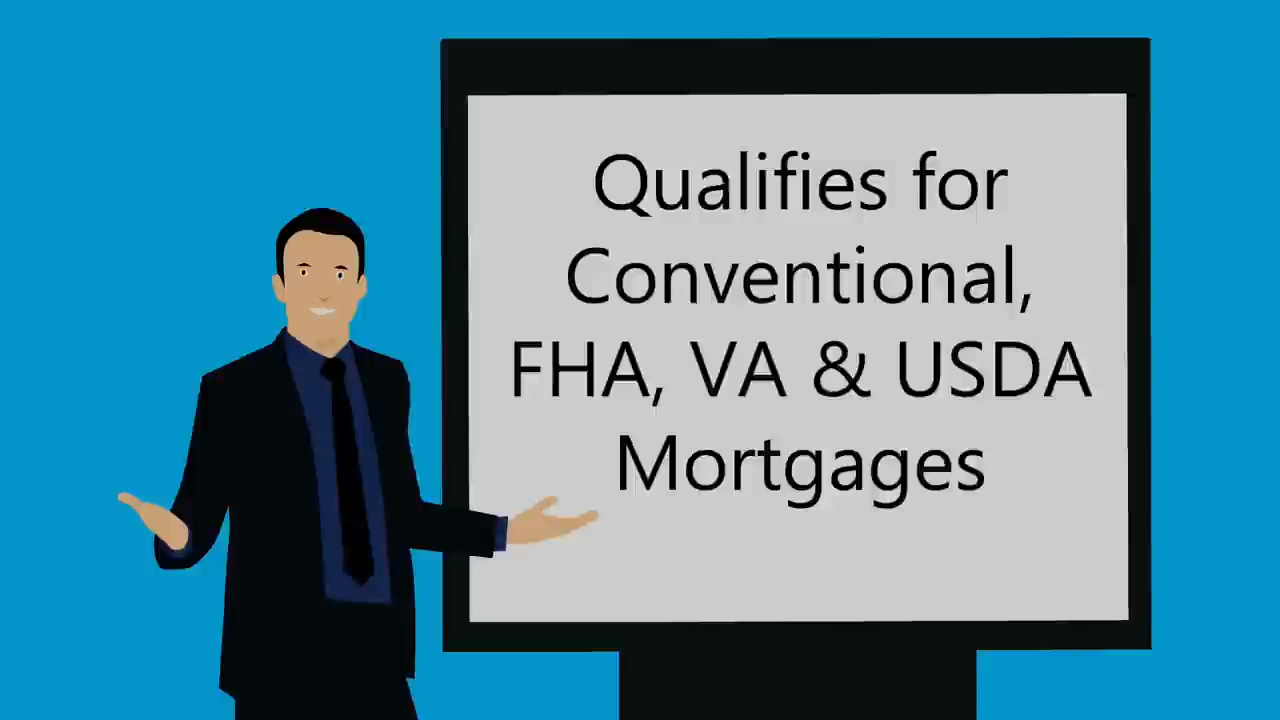 Qualifies for
Conventional,
FHA, VA & USDA
Mortgages